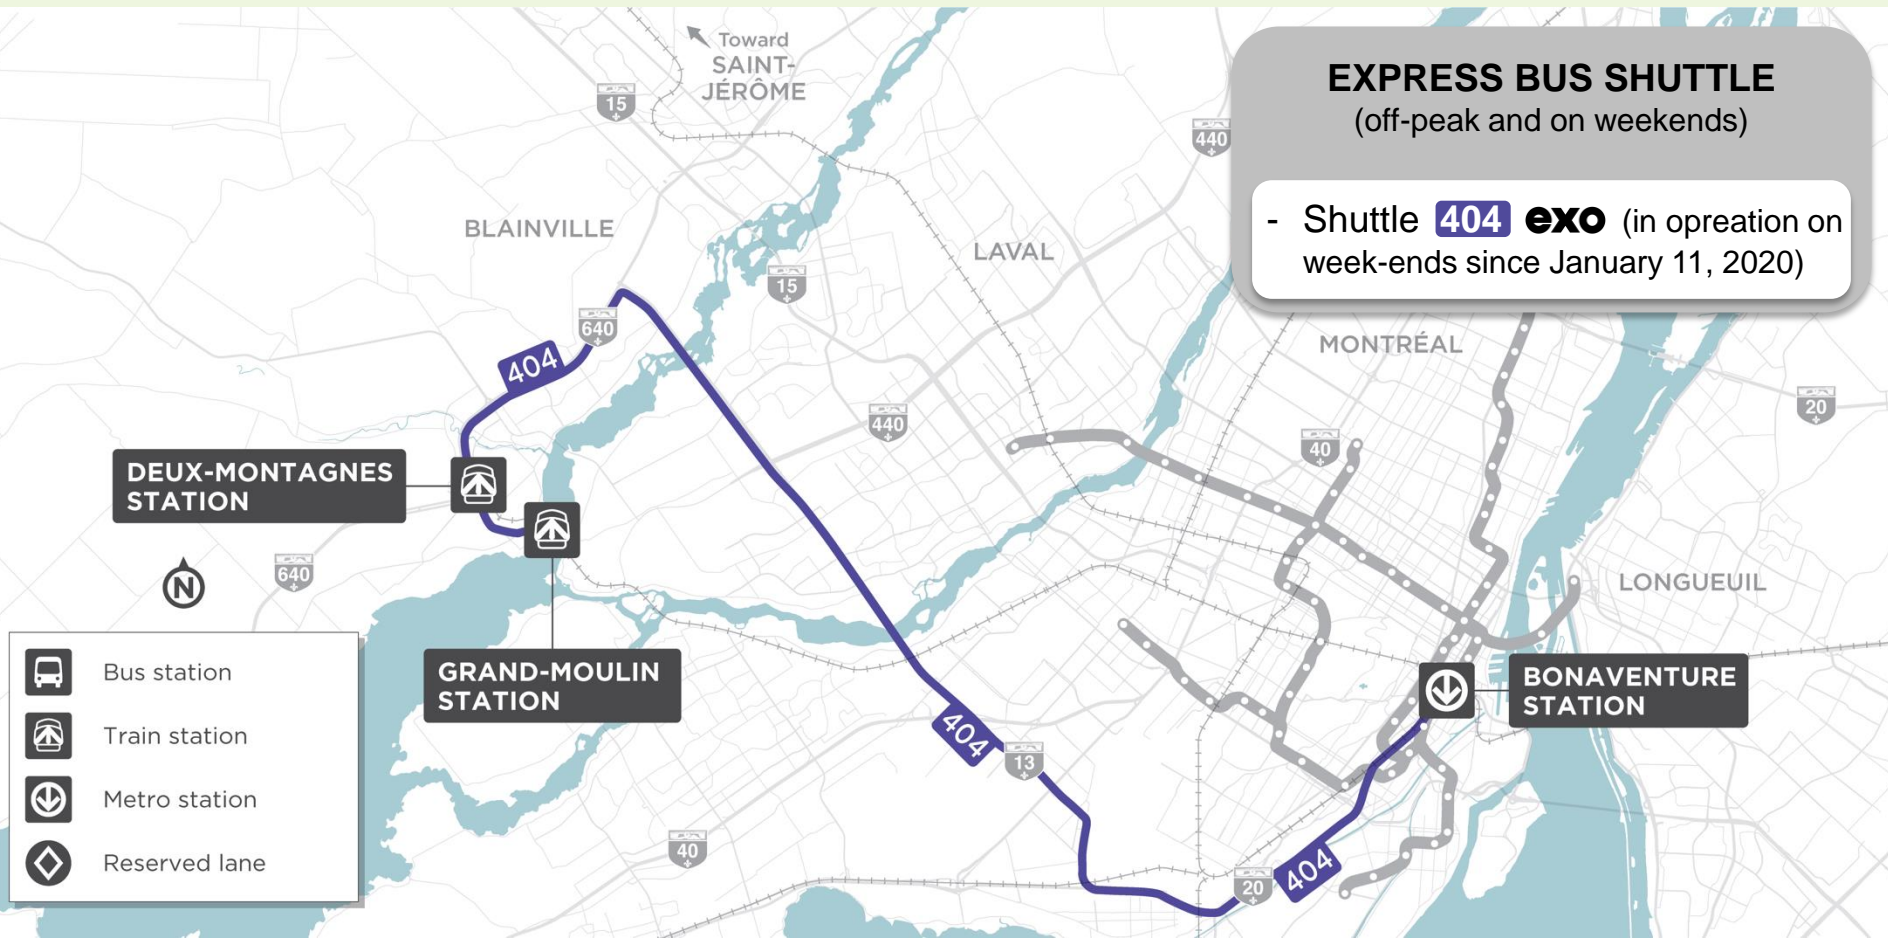 Toward
SAINT-
JÉRÔME
EXPRESS BUS SHUTTLE
(off-peak and on weekends)
- Shuttle 404 exo (in opreation on
week-ends since January 11, 2020)
15
440
BLAINVILLE
LAVAL
15
640
MONTRÉAL
404
20
440
40
DEUX-MONTAGNES
STATION
640
N
LONGUEUIL
GRAND-MOULIN
STATION
BONAVENTURE
STATION
404
13
40
20
404
Bus station
Train station
Metro station
Reserved lane